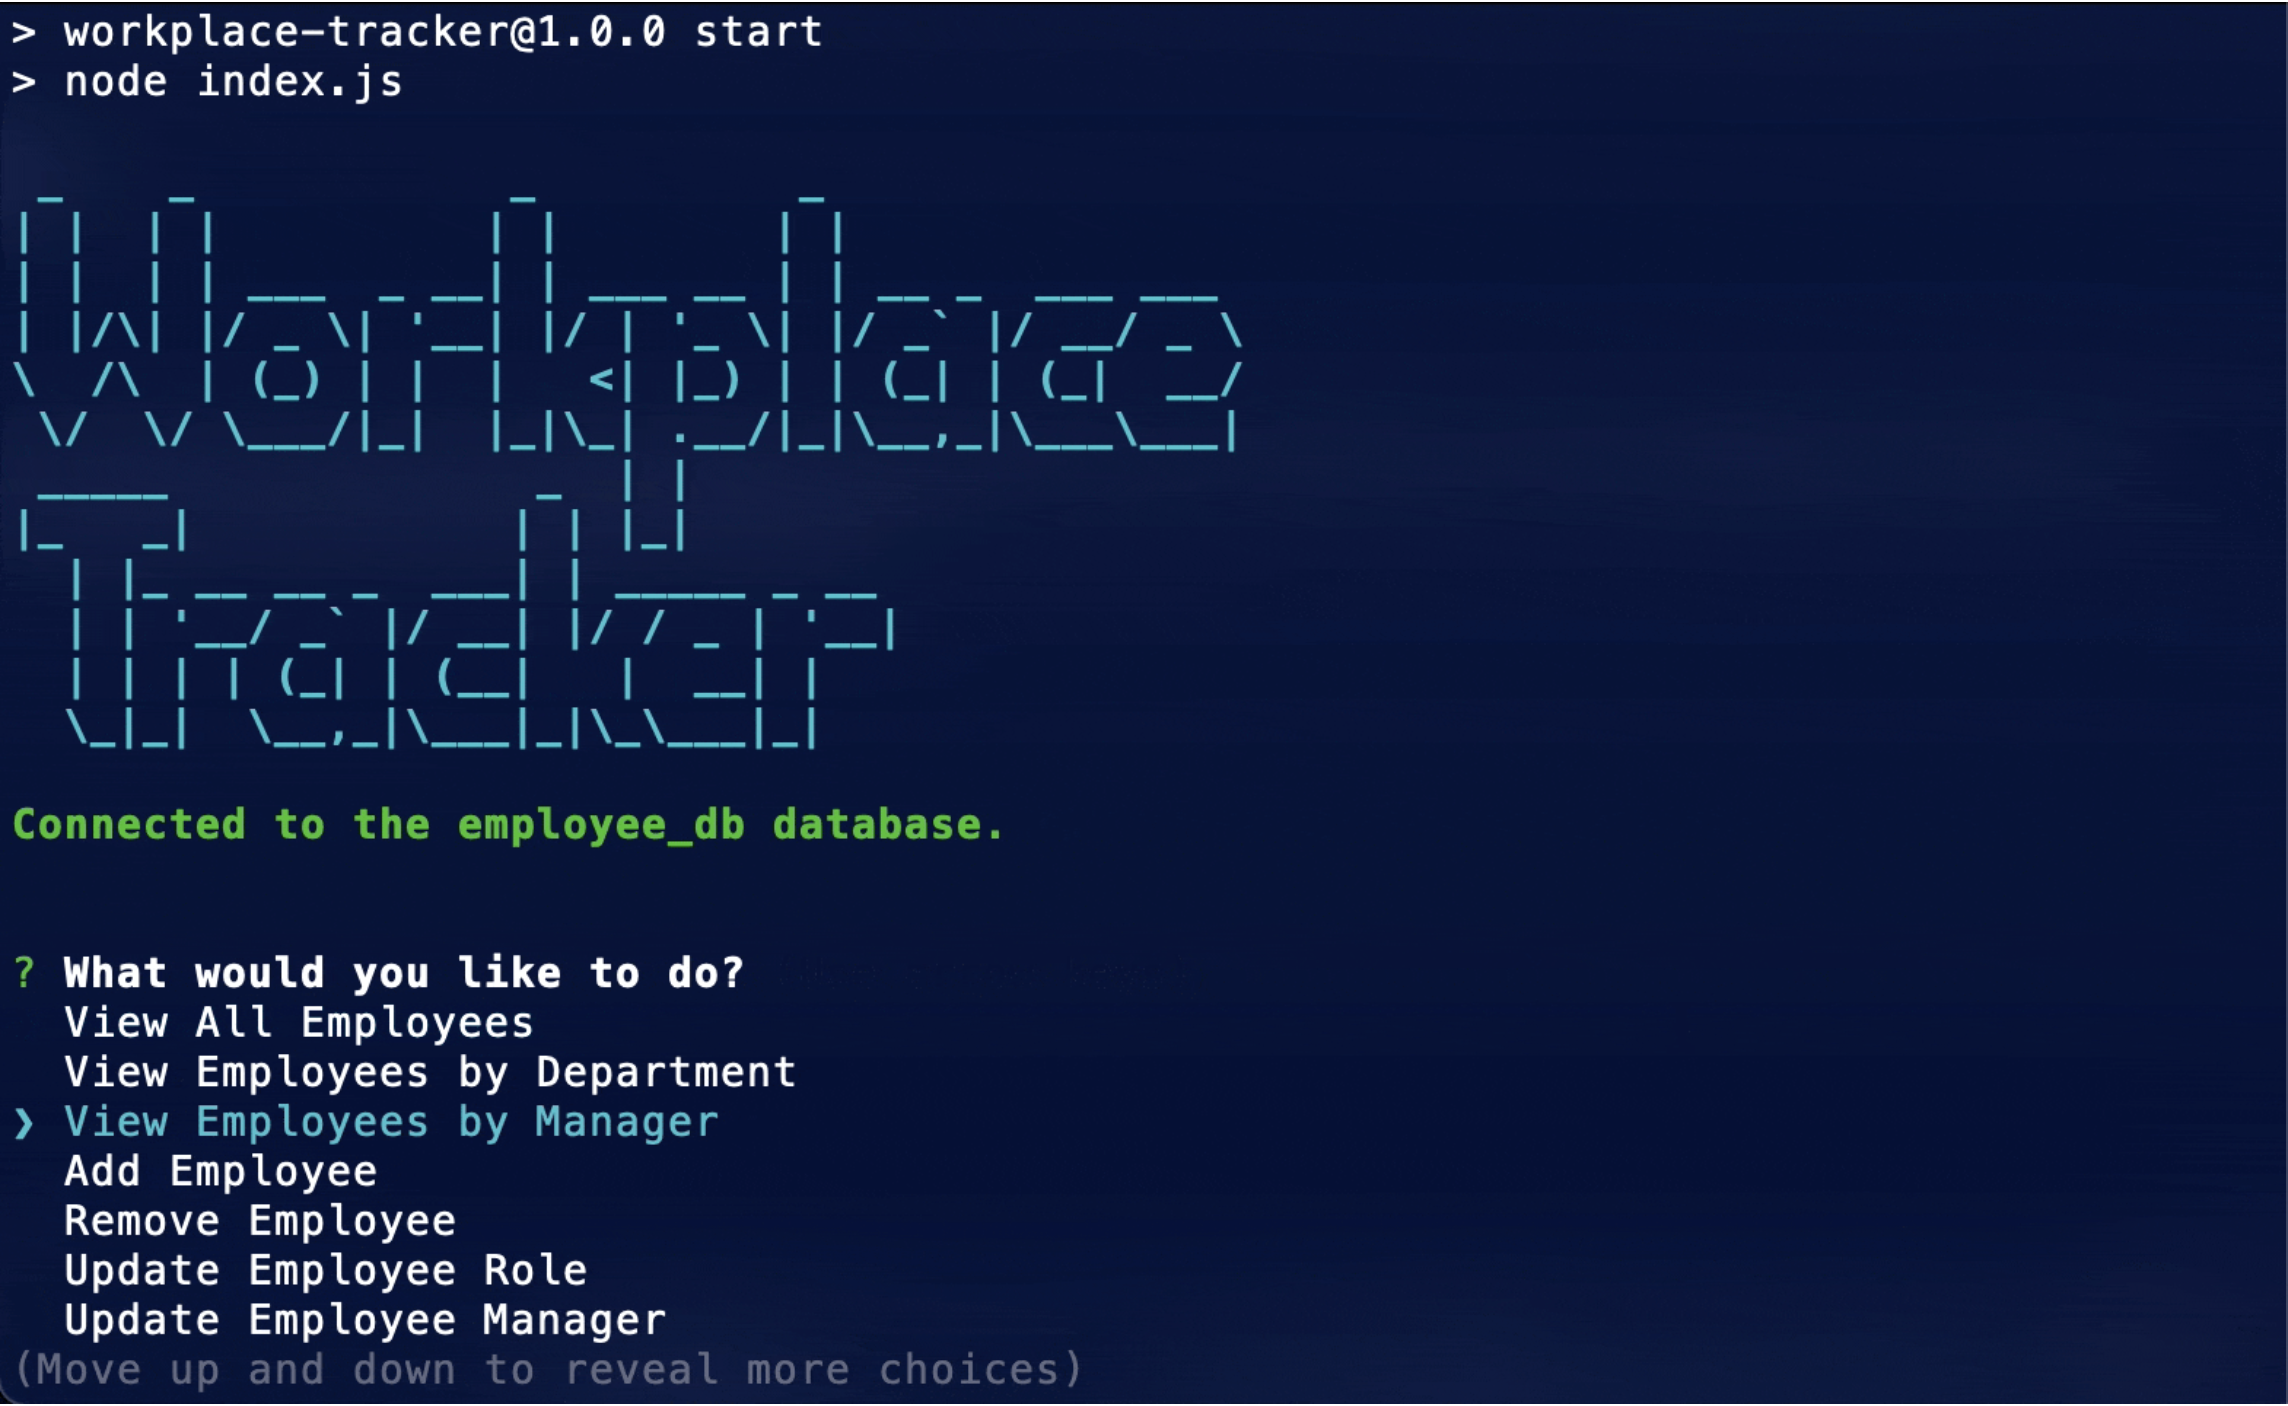 > workplace-tracker@1.0.0 start
> node index.js
Workplace
Tracker
Connected to the employee_db database.
? What would you like to do?
View All Employees
View Employees by Department
❯ View Employees by Manager
Add Employee
Remove Employee
Update Employee Role
Update Employee Manager
(Move up and down to reveal more choices)